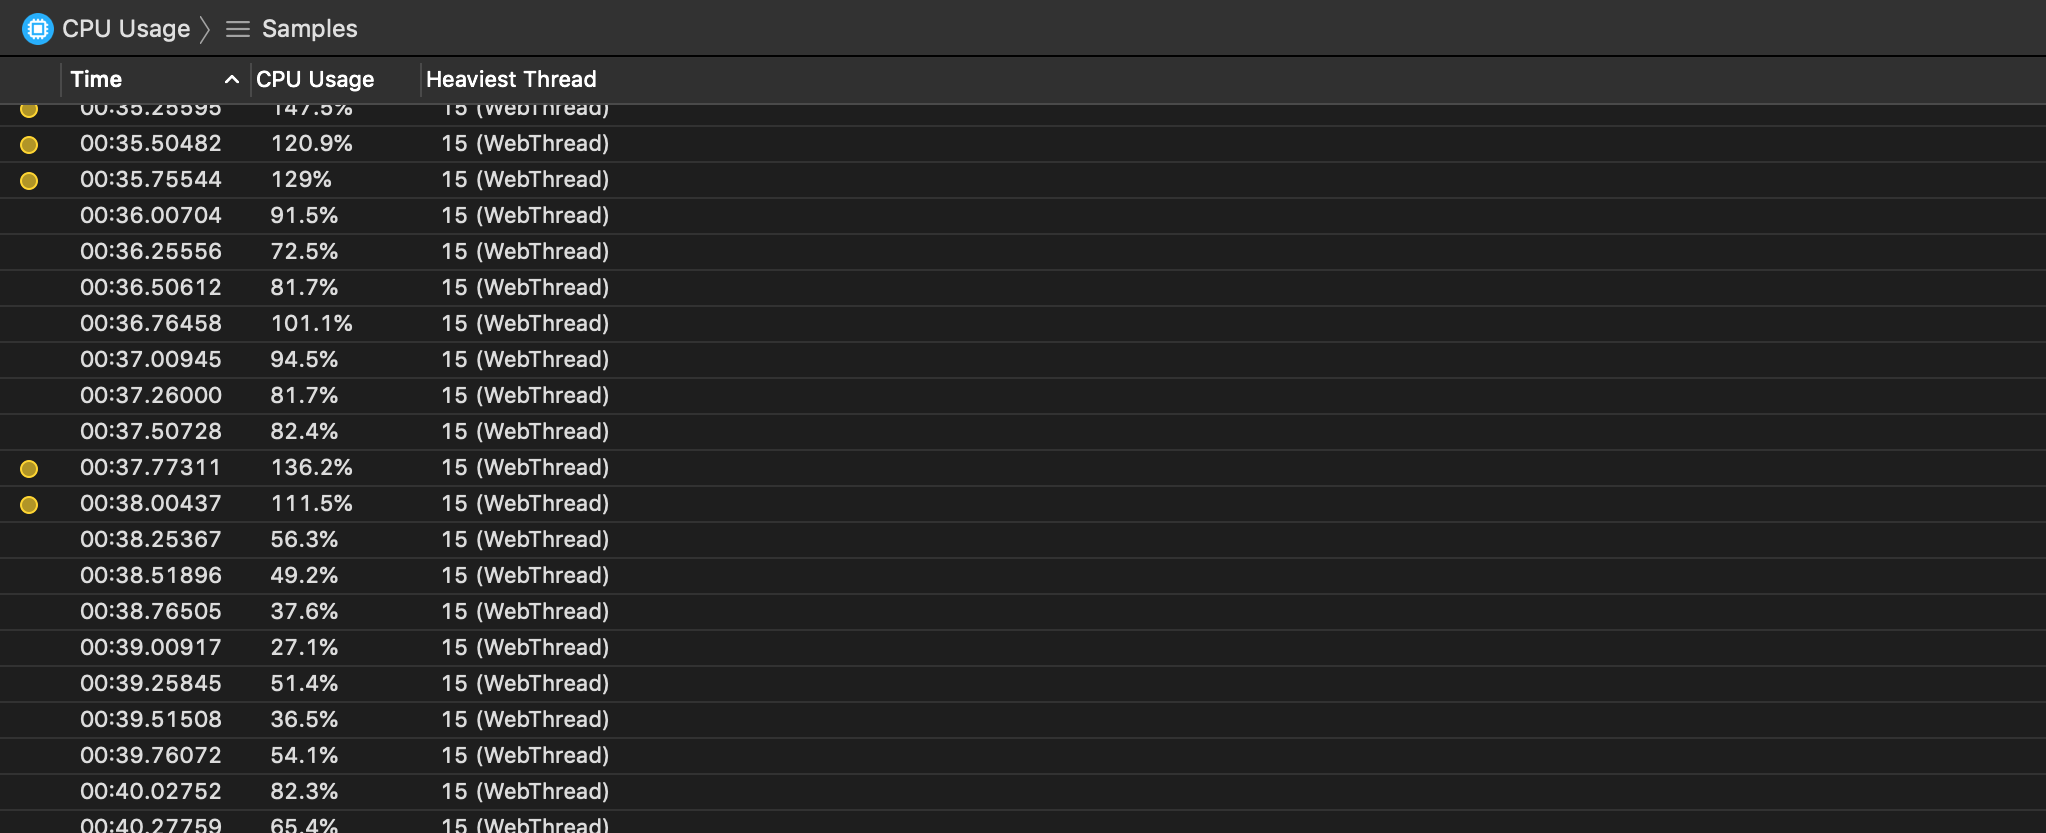 CPU Usage Samples
Time CPU Usage Heaviest Thread
00:35.25595 147.5% 15 (WebThread)
00:35.50482 120.9% 15 (WebThread)
00:35.75544 129% 15 (WebThread)
00:36.00704 91.5% 15 (WebThread)
00:36.25556 72.5% 15 (WebThread)
00:36.50612 81.7% 15 (WebThread)
00:36.76458 101.1% 15 (WebThread)
00:37.00945 94.5% 15 (WebThread)
00:37.26000 81.7% 15 (WebThread)
00:37.50728 82.4% 15 (WebThread)
00:37.77311 136.2% 15 (WebThread)
00:38.00437 111.5% 15 (WebThread)
00:38.25367 56.3% 15 (WebThread)
00:38.51896 49.2% 15 (WebThread)
00:38.76505 37.6% 15 (WebThread)
00:39.00917 27.1% 15 (WebThread)
00:39.25845 51.4% 15 (WebThread)
00:39.51508 36.5% 15 (WebThread)
00:39.76072 54.1% 15 (WebThread)
00:40.02752 82.3% 15 (WebThread)
00:40.27759 65.4% 15 (WebThread)